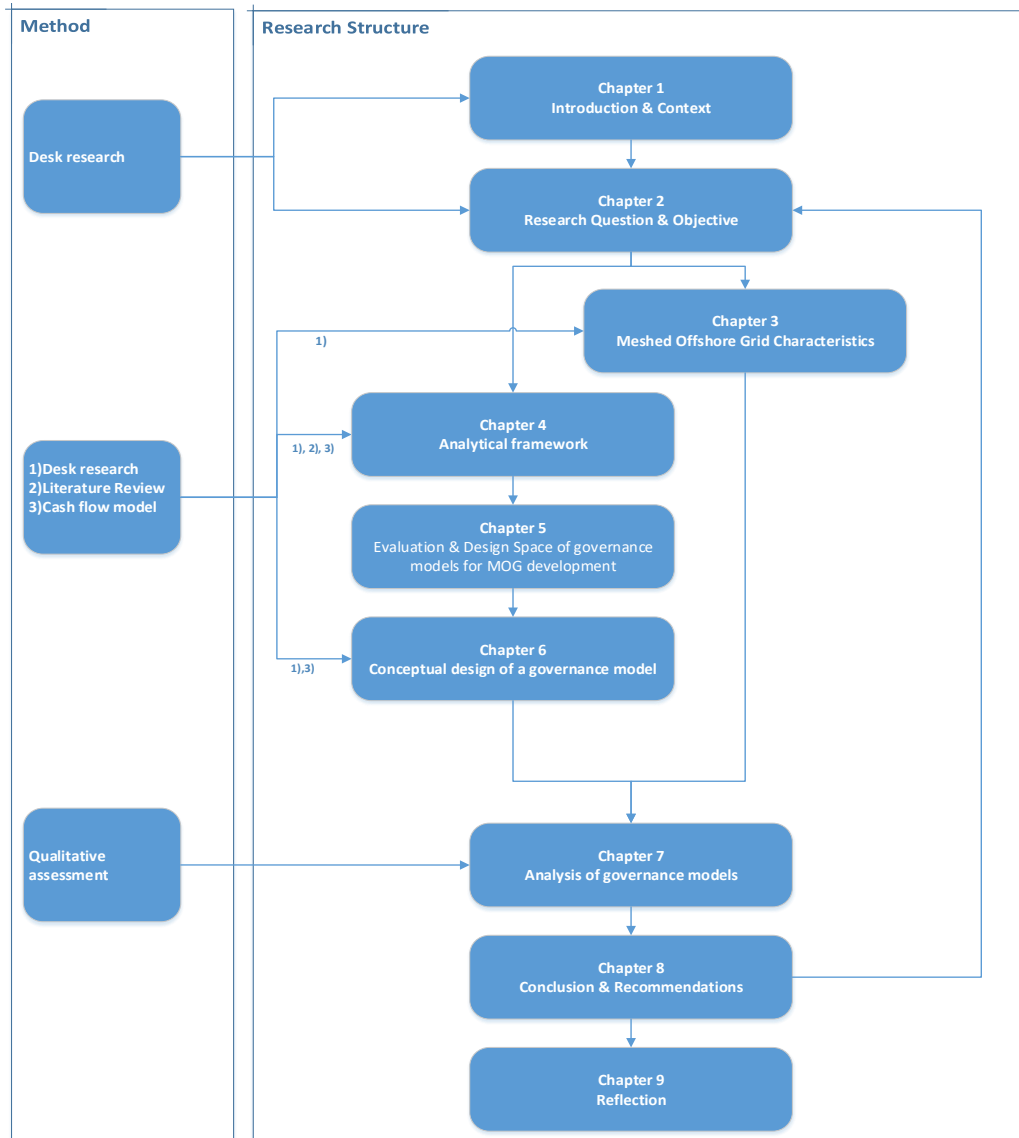 Method
Research Structure
Chapter 1
Introduction & Context
Desk research
Chapter 2
Research Question & Objective
Chapter 3
Meshed Offshore Grid Characteristics
1)
Chapter 4
Analytical framework
1), 2), 3)
1)Desk research
2)Literature Review
3)Cash flow model
Chapter 5
Evaluation & Design Space of governance
models for MOG development
Chapter 6
Conceptual design of a governance model
1),3)
Qualitative
assessment
Chapter 7
Analysis of governance models
Chapter 8
Conclusion & Recommendations
Chapter 9
Reflection